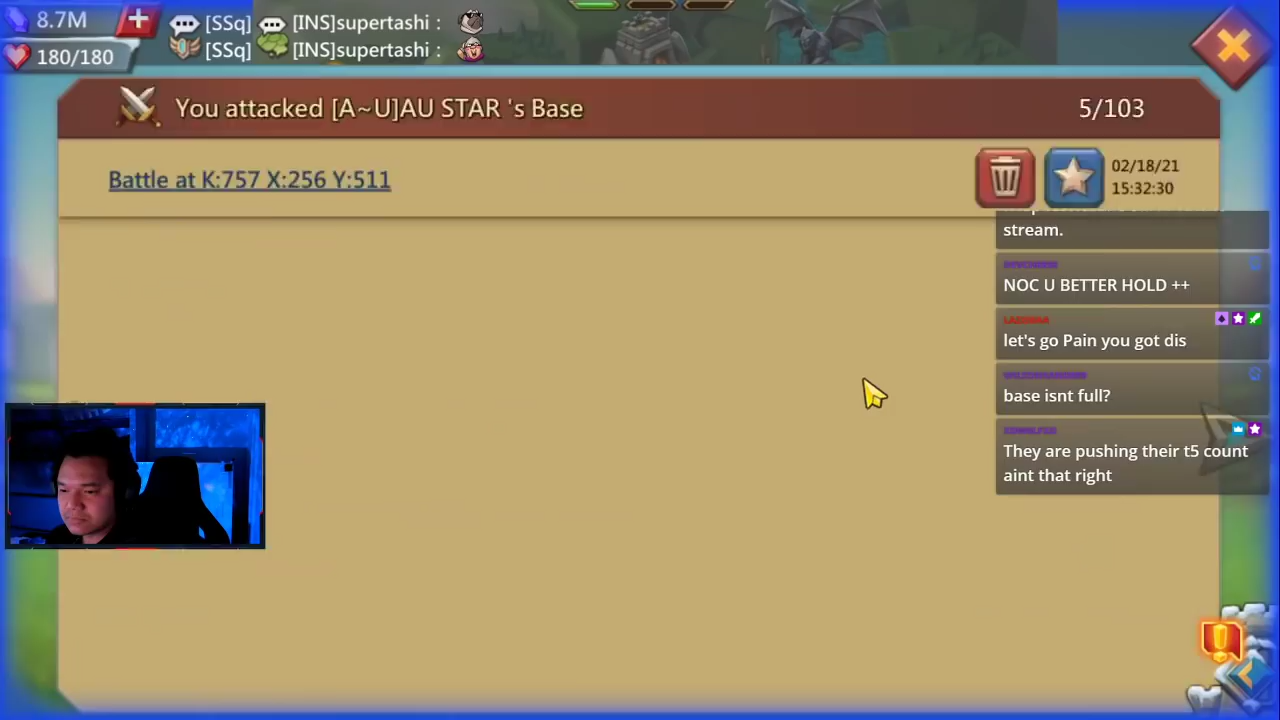 8.7M
180/180
[SSq] [INS]supertashi :
[SSq] [INS]supertashi :
You attacked [A~U]AU STAR 's Base
5/103
Battle at K:757 X:256 Y:511
02/18/21
15:32:30
stream.
NOC U BETTER HOLD ++
let's go Pain you got dis
base isnt full?
They are pushing their t5 count
aint that right